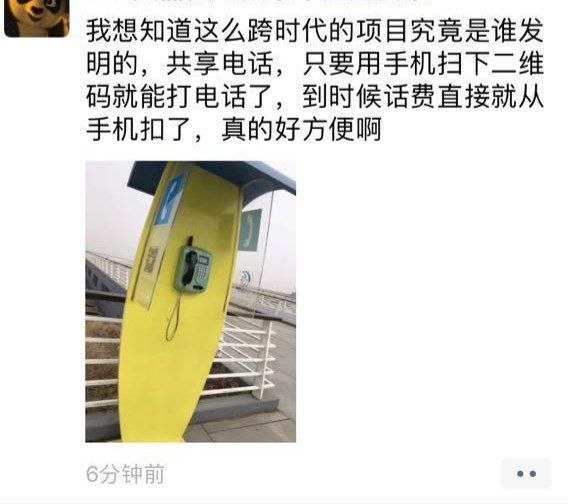 我想知道这么跨时代的项目究竟是谁发
明的，共享电话，只要用手机扫下二维
码就能打电话了，到时候话费直接就从
手机扣了，真的好方便啊
6分钟前